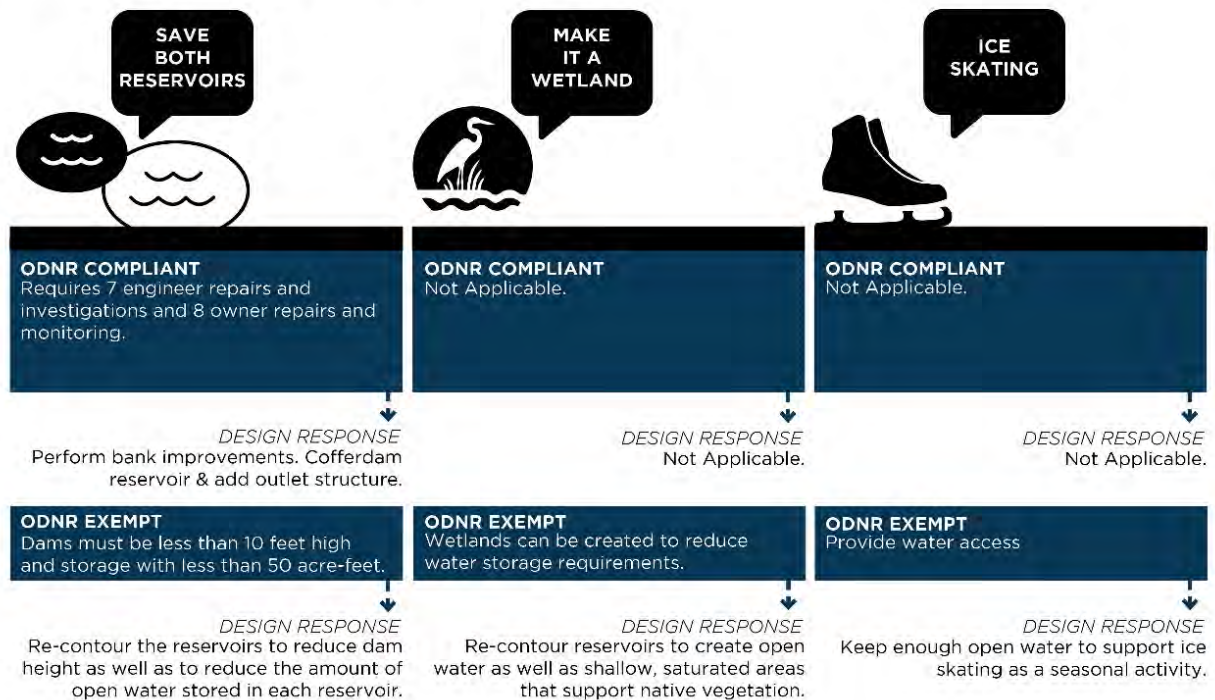 SAVE
BOTH
RESERVOIRS
ODNR COMPLIANT
Requires 7 engineer repairs and
investigations and 8 owner repairs and
monitoring.
DESIGN RESPONSE
Perform bank improvements. Cofferdam
reservoir & add outlet structure.
ODNR EXEMPT
Dams must be less than 10 feet high
and storage with less than 50 acre-feet.
DESIGN RESPONSE
Re-contour the reservoirs to reduce dam
height as well as to reduce the amount of
open water stored in each reservoir.
MAKE
IT A
WETLAND
ODNR COMPLIANT
Not Applicable.
DESIGN RESPONSE
Not Applicable.
ODNR EXEMPT
Wetlands can be created to reduce
water storage requirements.
DESIGN RESPONSE
Re-contour reservoirs to create open
water as well as shallow, saturated areas
that support native vegetation.
ICE
SKATING
ODNR COMPLIANT
Not Applicable.
DESIGN RESPONSE
Not Applicable.
ODNR EXEMPT
Provide water access
DESIGN RESPONSE
Keep enough open water to support ice
skating as a seasonal activity.